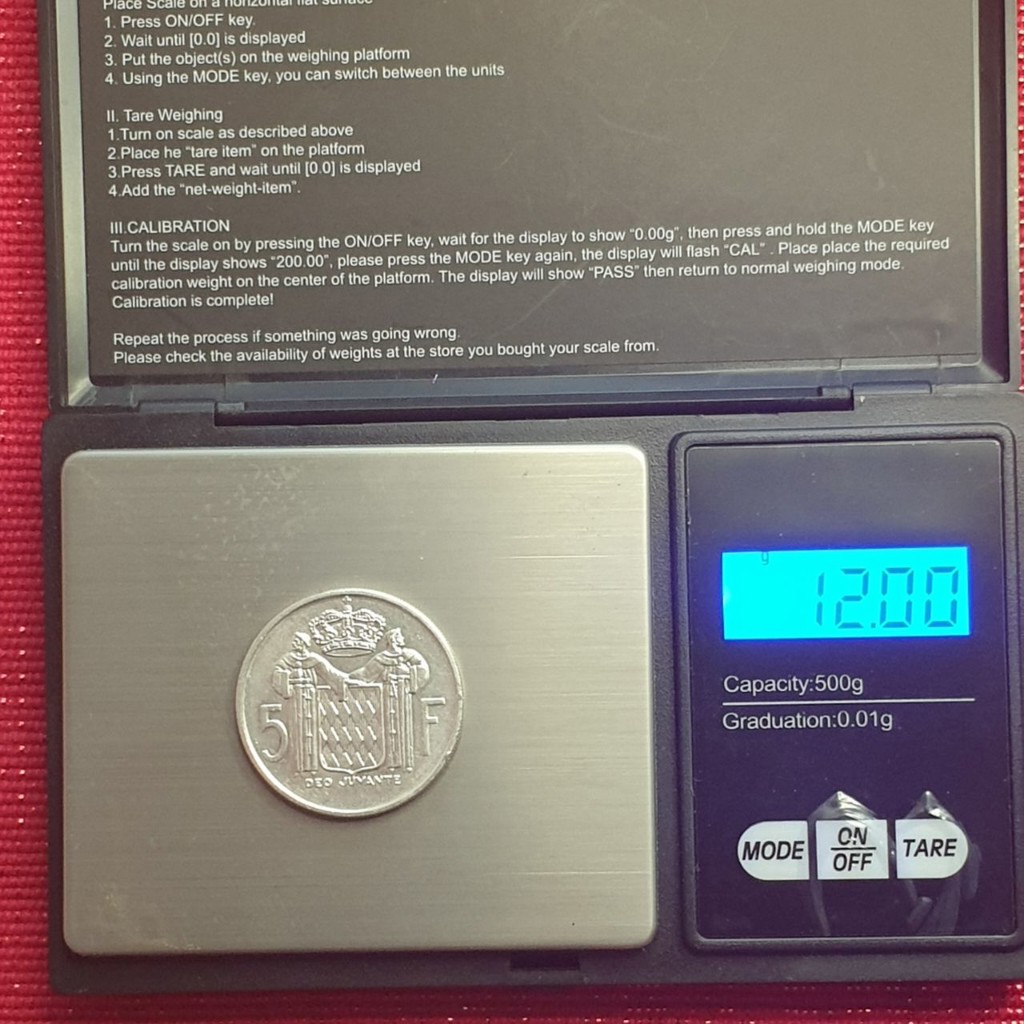 Place Scale on a horizontal flat surface
1. Press ON/OFF key.
2. Wait until [0.0] is displayed
3. Put the object(s) on the weighing platform
4. Using the MODE key, you can switch between the units
II. Tare Weighing
1.Turn on scale as described above
2.Place he “tare item” on the platform
3.Press TARE and wait until [0.0] is displayed
4.Add the “net-weight-item”.
III.CALIBRATION
Turn the scale on by pressing the ON/OFF key, wait for the display to show “0.00g”, then press and hold the MODE key
until the display shows “200.00”, please press the MODE key again, the display will flash “CAL” . Place place the required
calibration weight on the center of the platform. The display will show “PASS” then return to normal weighing mode.
Calibration is complete!
Repeat the process if something was going wrong.
Please check the availability of weights at the store you bought your scale from.
g
12.00
Capacity:500g
Graduation:0.01g
MODE
ON
OFF
TARE
5 F
DEO JUVANTE